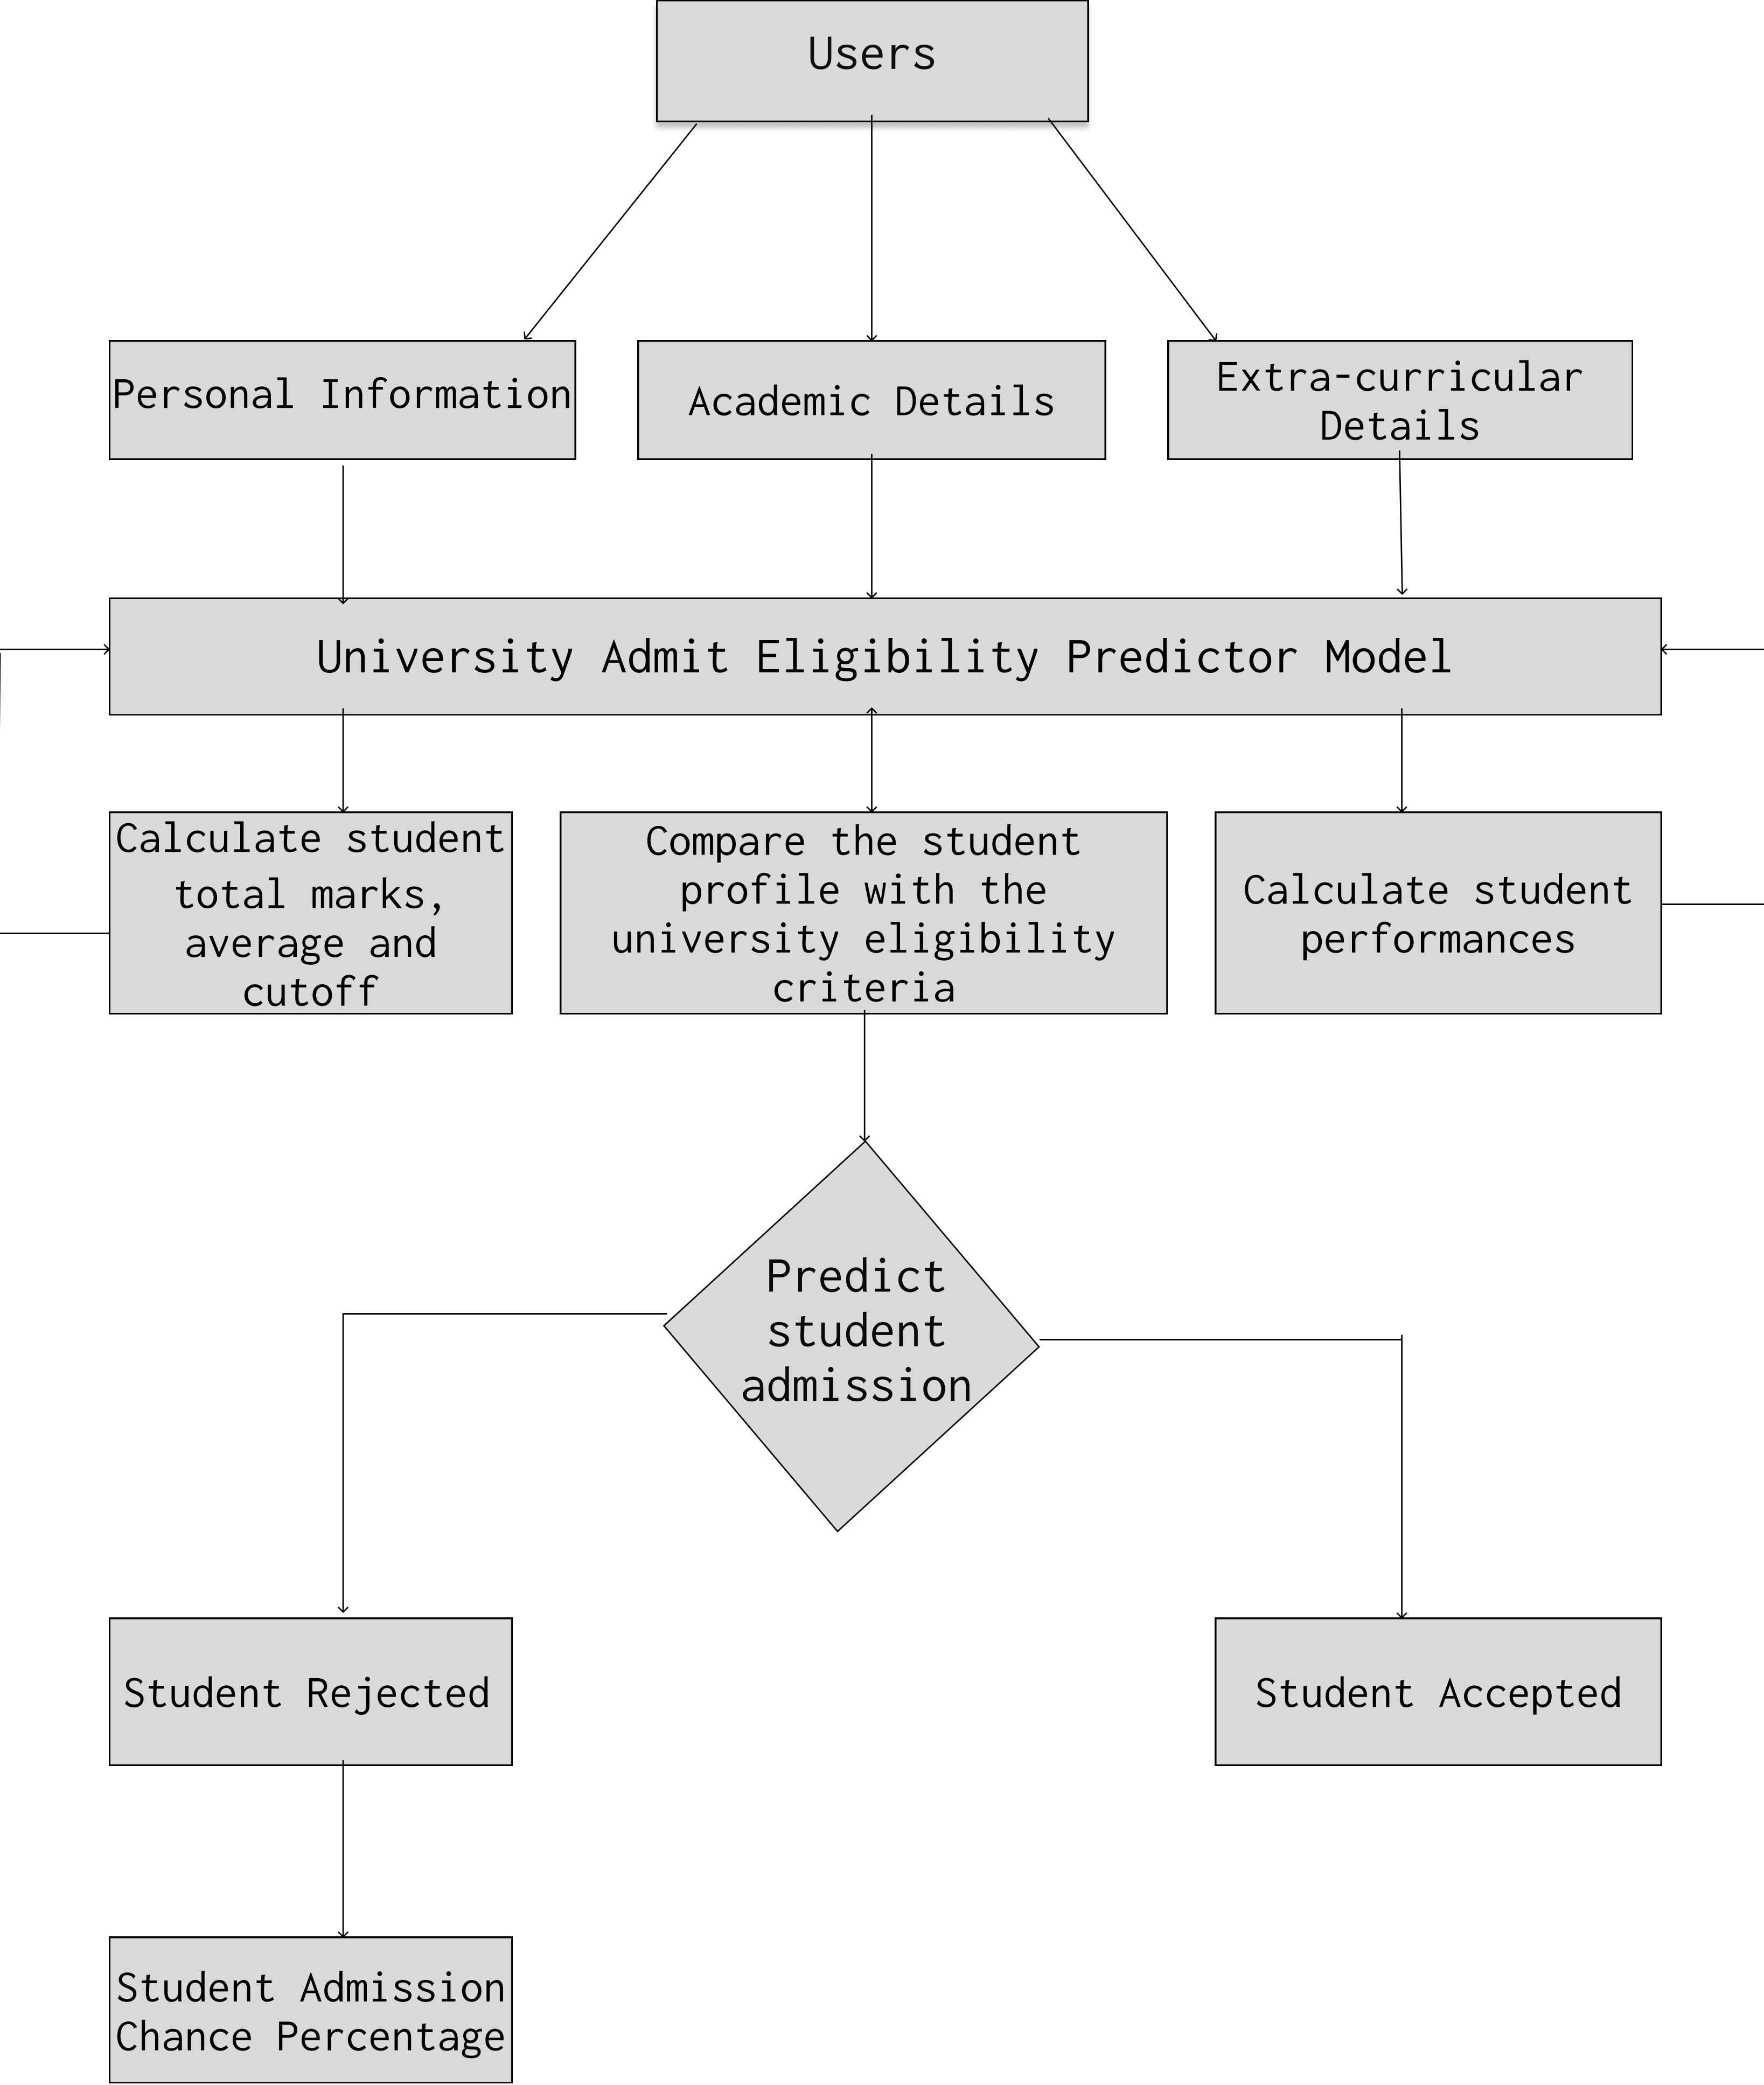 Users
Personal Information
Academic Details
Extra-curricular
Details
University Admit Eligibility Predictor Model
Calculate student
total marks,
average and
cutoff
Compare the student
profile with the
university eligibility
criteria
Calculate student
performances
Predict
student
admission
Student Rejected
Student Accepted
Student Admission
Chance Percentage